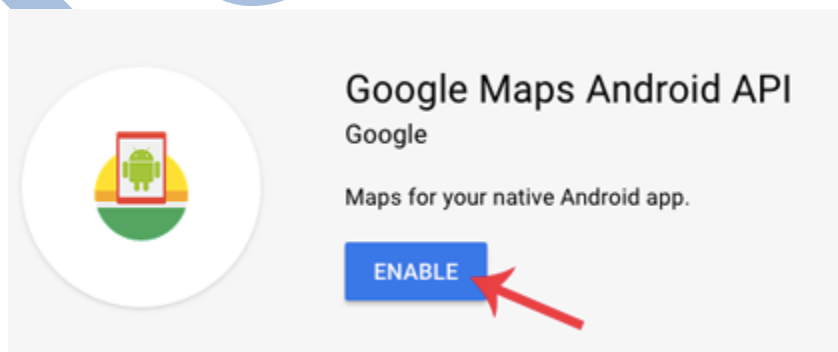 Google Maps Android API
Google
Maps for your native Android app.
ENABLE